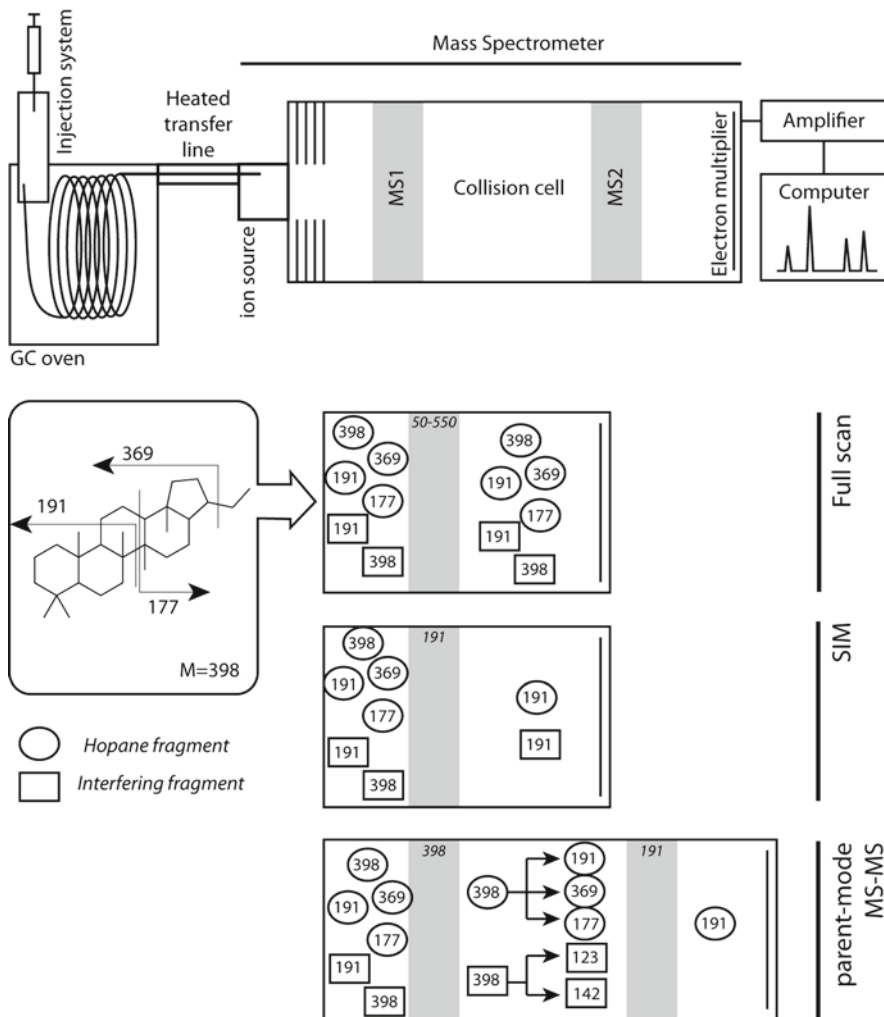 Mass Spectrometer
Injection system
Heated
transfer
line
ion source
MS1
Collision cell
MS2
Electron multiplier
Amplifier
Computer
GC oven
369
191
177
M=398
Hopane fragment
Interfering fragment
50-550
398
369
191
177
191
398
398
369
191
177
191
398
Full scan
191
398
369
191
177
191
398
191
191
SIM
398
191
398
369
191
177
191
398
398
191
369
177
398
123
142
191
parent-mode
MS-MS